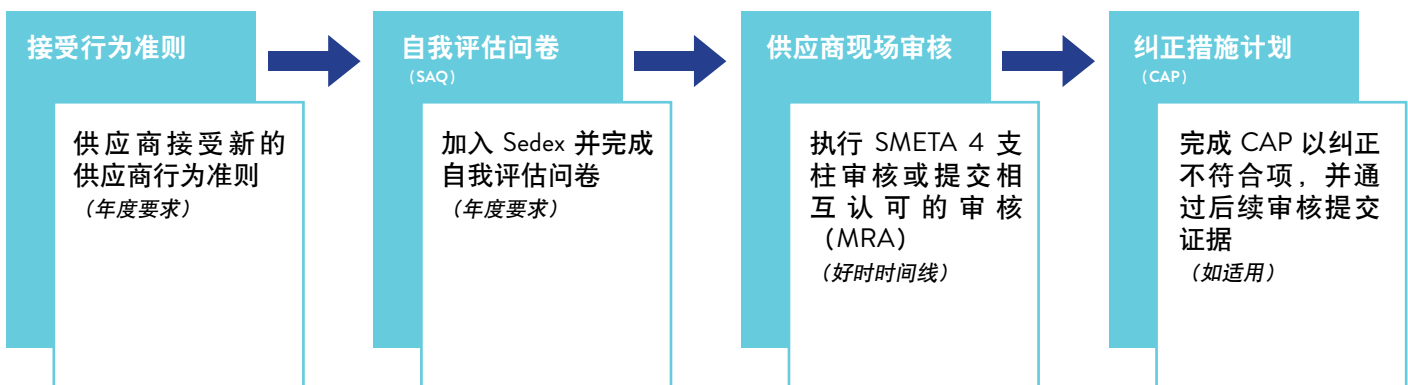 接受行为准则
供应商接受新的
供应商行为准则
（年度要求）
自我评估问卷
（SAQ）
加入 Sedex 并完成
自我评估问卷
（年度要求）
供应商现场审核
执行 SMETA 4 支
柱审核或提交相
互认可的审核
（MRA）
（好时时间线）
纠正措施计划
（CAP）
完成 CAP 以纠正
不符合项，并通
过后续审核提交
证据
（如适用）